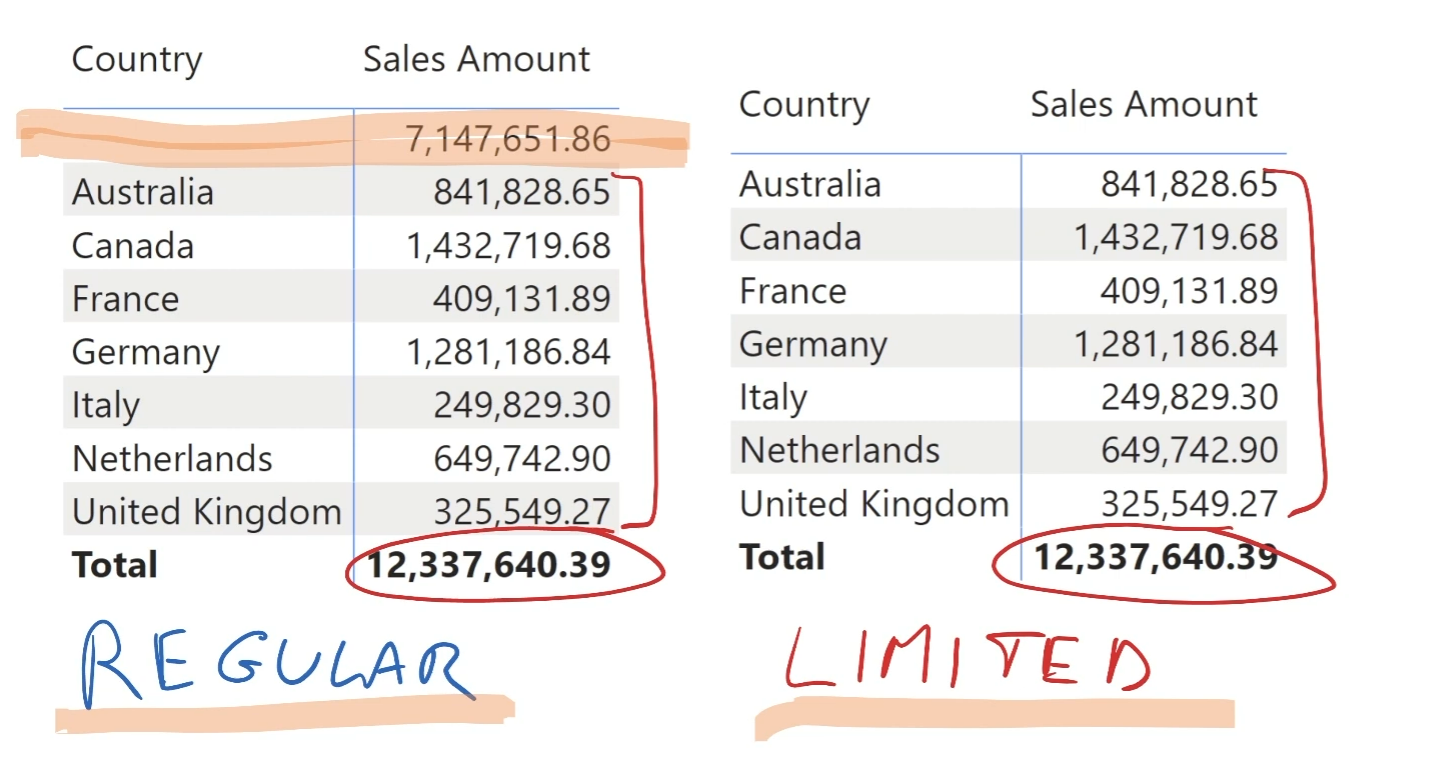 Country Sales Amount
7,147,651.86
Australia 841,828.65
Canada 1,432,719.68
France 409,131.89
Germany 1,281,186.84
Italy 249,829.30
Netherlands 649,742.90
United Kingdom 325,549.27
Total 12,337,640.39
REGULAR
Country Sales Amount
Australia 841,828.65
Canada 1,432,719.68
France 409,131.89
Germany 1,281,186.84
Italy 249,829.30
Netherlands 649,742.90
United Kingdom 325,549.27
Total 12,337,640.39
LIMITED